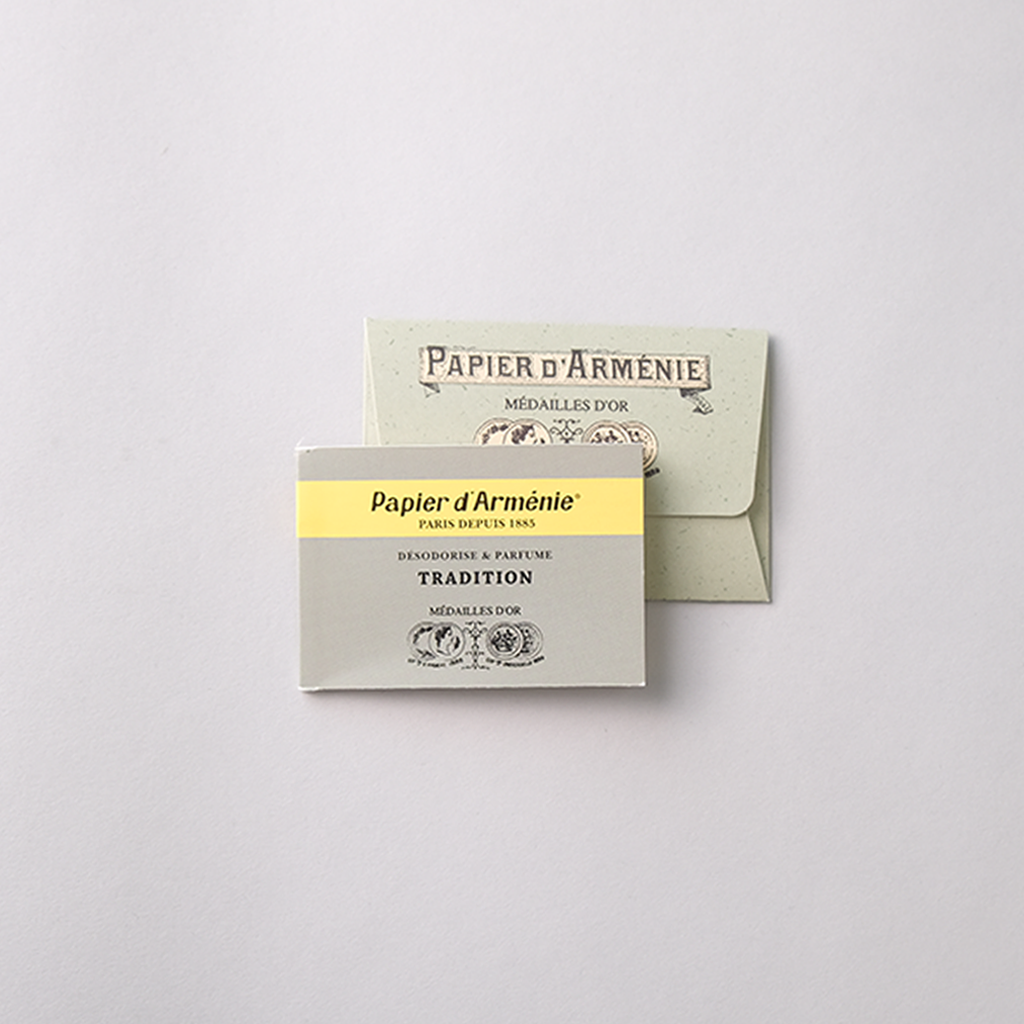 PAPIER D'ARMÉNIE
MÉDAILLES D'OR
Papier d'Arménie®
PARIS DEPUIS 1885
DÉSODORISE & PARFUME
TRADITION
MÉDAILLES D'OR